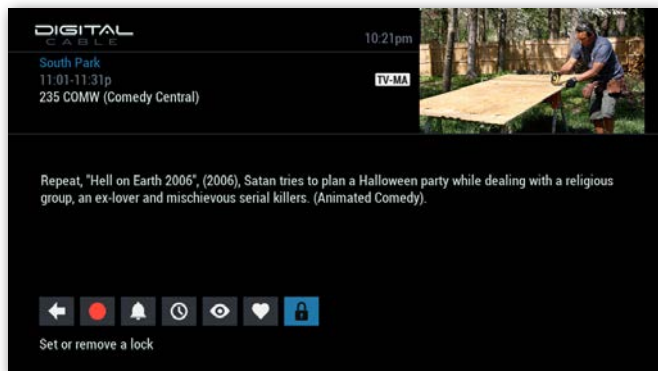 DIGITAL
CABLE
10:21pm
South Park
11:01-11:31p
TV-MA
235 COMW (Comedy Central)
Repeat, "Hell on Earth 2006", (2006), Satan tries to plan a Halloween party while dealing with a religious
group, an ex-lover and mischievous serial killers. (Animated Comedy).
Set or remove a lock